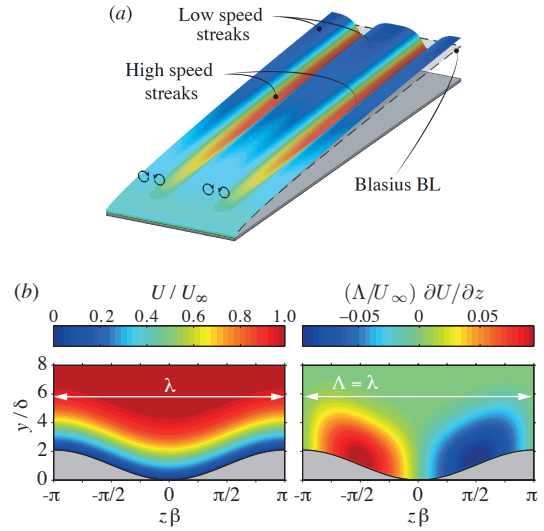 (a)
Low speed
streaks
High speed
streaks
Blasius BL
(b)
U / U∞
(Λ/U∞) ∂U/∂z
0 0.2 0.4 0.6 0.8 1.0
−0.05 0 0.05
8
6
4
2
0
y/δ
λ
Λ = λ
-π -π/2 0 π/2 π
-π -π/2 0 π/2 π
zβ
zβ